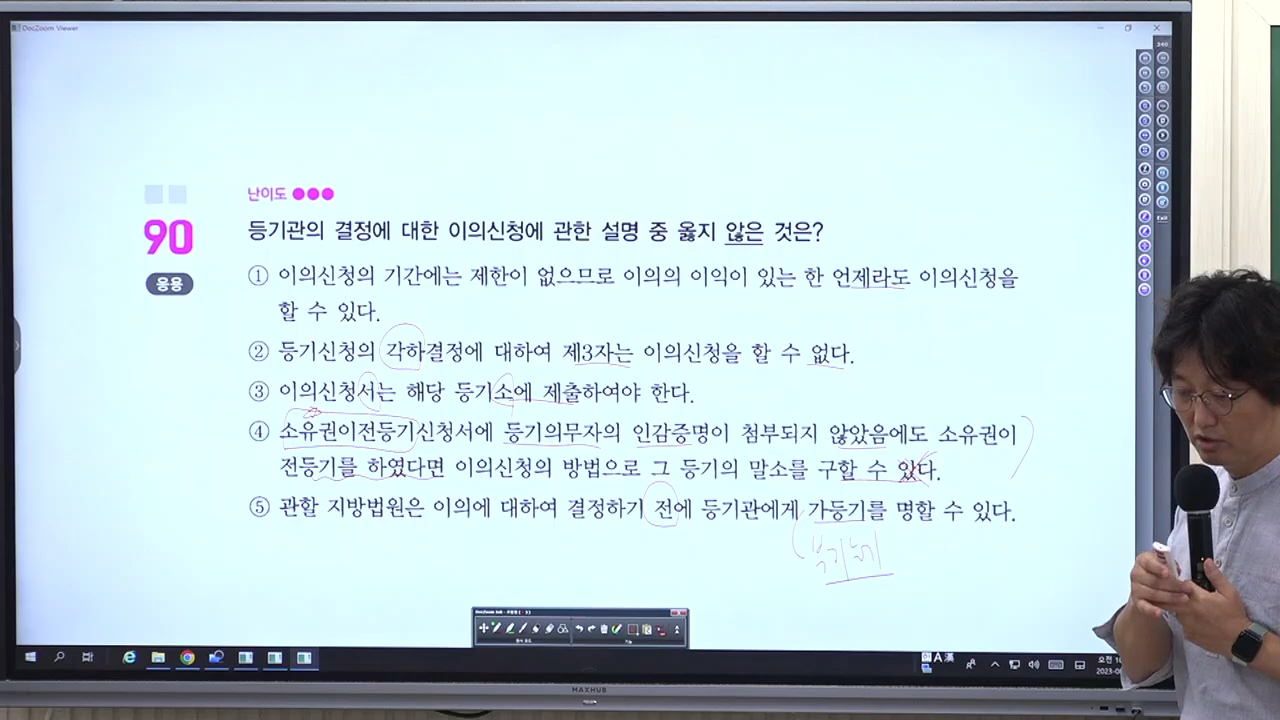 DocZoom Viewer
240
난이도 ●●●
90
등기관의 결정에 대한 이의신청에 관한 설명 중 옳지 않은 것은?
응용
① 이의신청의 기간에는 제한이 없으므로 이의의 이익이 있는 한 언제라도 이의신청을
할 수 있다.
② 등기신청의 각하결정에 대하여 제3자는 이의신청을 할 수 없다.
③ 이의신청서는 해당 등기소에 제출하여야 한다.
④ 소유권이전등기신청서에 등기의무자의 인감증명이 첨부되지 않았음에도 소유권이
전등기를 하였다면 이의신청의 방법으로 그 등기의 말소를 구할 수 있다.
⑤ 관할 지방법원은 이의에 대하여 결정하기 전에 등기관에게 가등기를 명할 수 있다.
Exit
A 漢
오전
MAXHUB